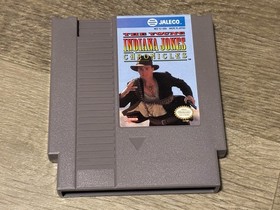 JALECO
THE YOUNG
INDIANA JONES
CHRONICLES